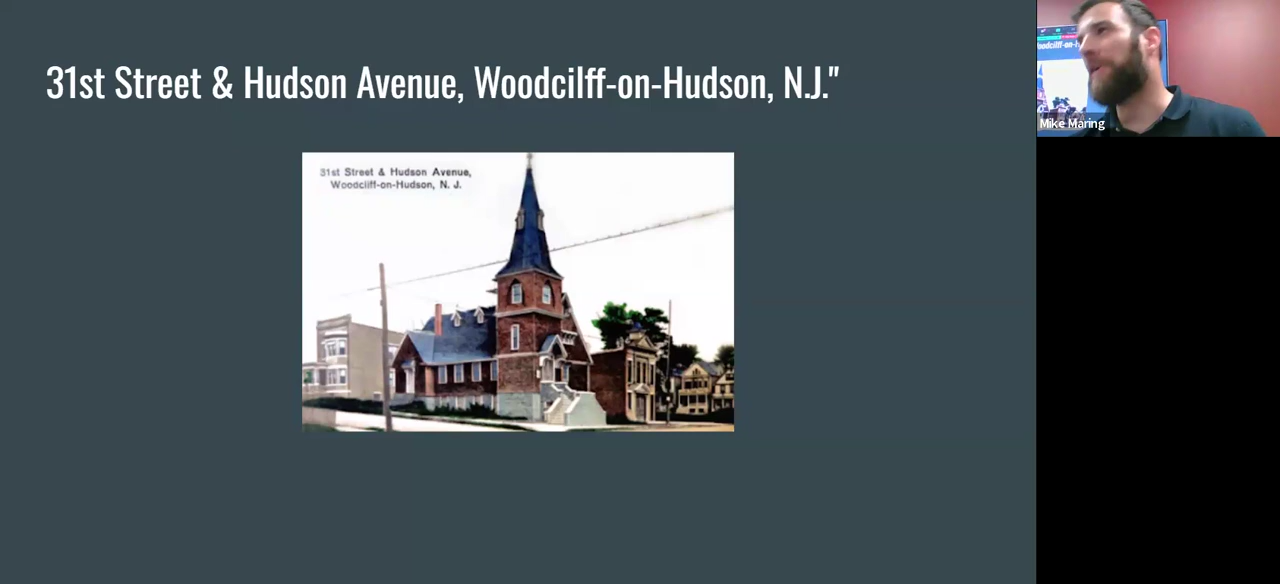 31st Street & Hudson Avenue, Woodcilff-on-Hudson, N.J."
31st Street & Hudson Avenue,
Woodcliff-on-Hudson, N. J.
Mike Maring